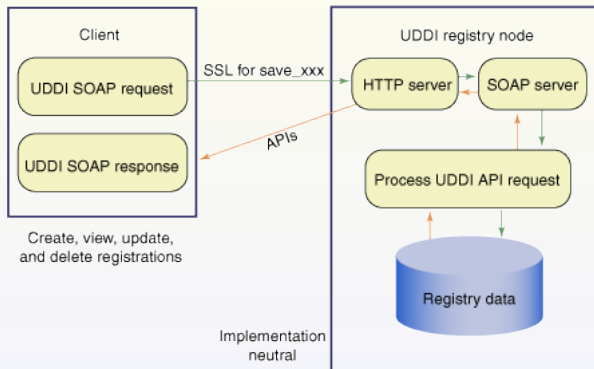 Client
UDDI SOAP request
UDDI SOAP response
Create, view, update,
and delete registrations
SSL for save_xxx
APIs
UDDI registry node
HTTP server
SOAP server
Process UDDI API request
Registry data
Implementation
neutral